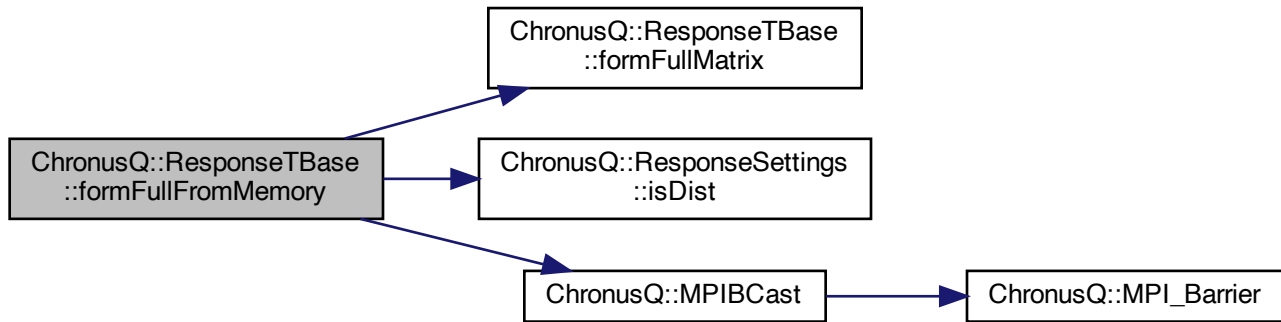 ChronusQ::ResponseTBase
::formFullMatrix
ChronusQ::ResponseTBase
::formFullFromMemory
ChronusQ::ResponseSettings
::isDist
ChronusQ::MPIBCast
ChronusQ::MPI_Barrier